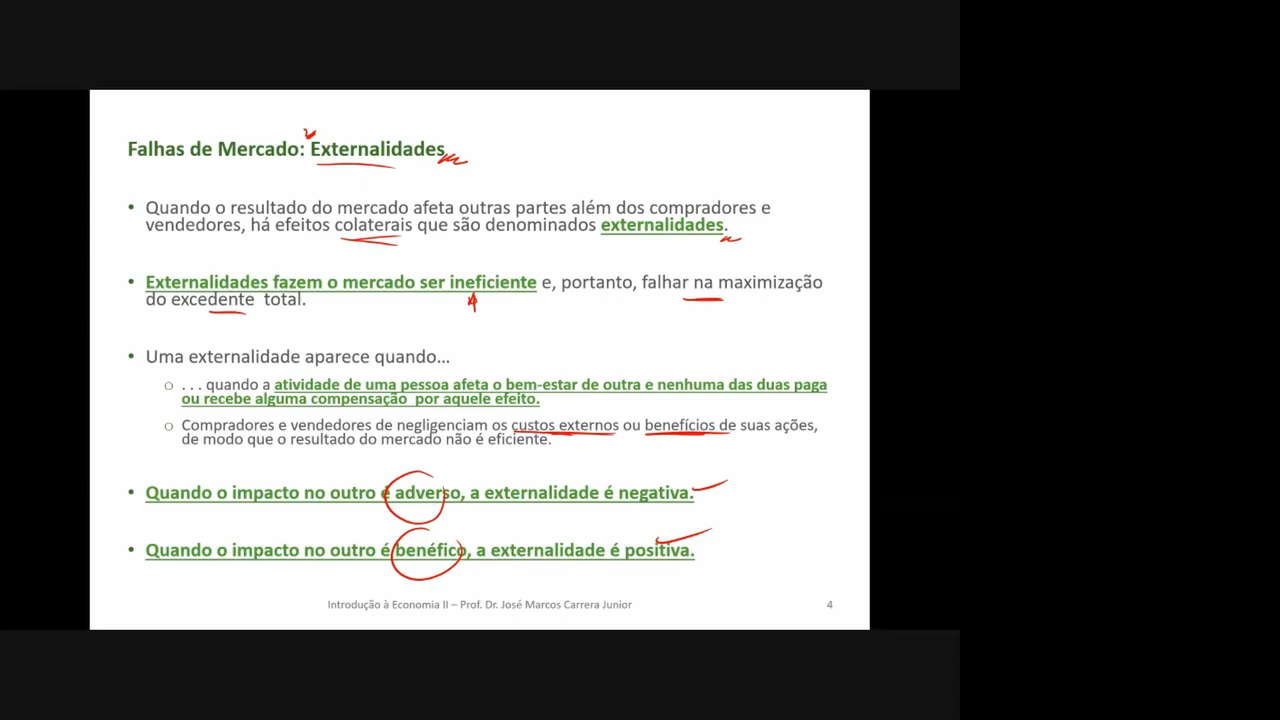 Falhas de Mercado: Externalidades
• Quando o resultado do mercado afeta outras partes além dos compradores e
vendedores, há efeitos colaterais que são denominados externalidades.
• Externalidades fazem o mercado ser ineficiente e, portanto, falhar na maximização
do excedente total.
• Uma externalidade aparece quando...
○ . . . quando a atividade de uma pessoa afeta o bem-estar de outra e nenhuma das duas paga
ou recebe alguma compensação por aquele efeito.
○ Compradores e vendedores de negligenciam os custos externos ou benefícios de suas ações,
de modo que o resultado do mercado não é eficiente.
• Quando o impacto no outro é adverso, a externalidade é negativa.
• Quando o impacto no outro é benéfico, a externalidade é positiva.
Introdução à Economia II – Prof. Dr. José Marcos Carrera Junior
4